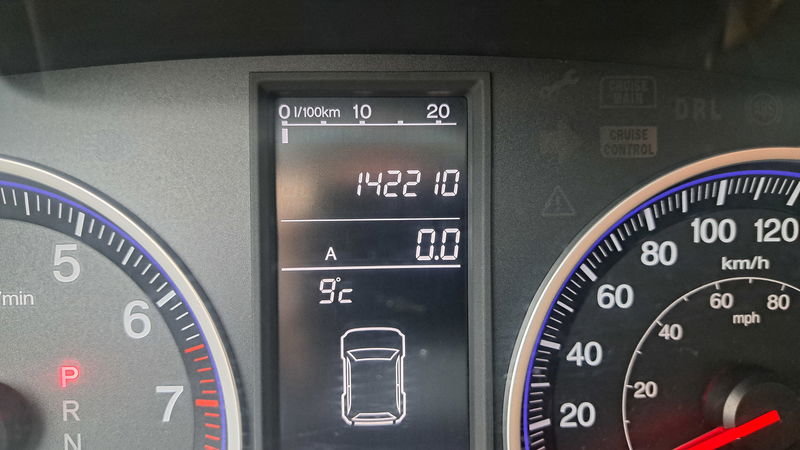 0 l/100km 10 20
142210
A 0.0
9°c
5
6
7
/min
P
R
N
CRUISE
MAIN
CRUISE
CONTROL
DRL
20
40
60
80
100
120
km/h
20
40
60
80
mph